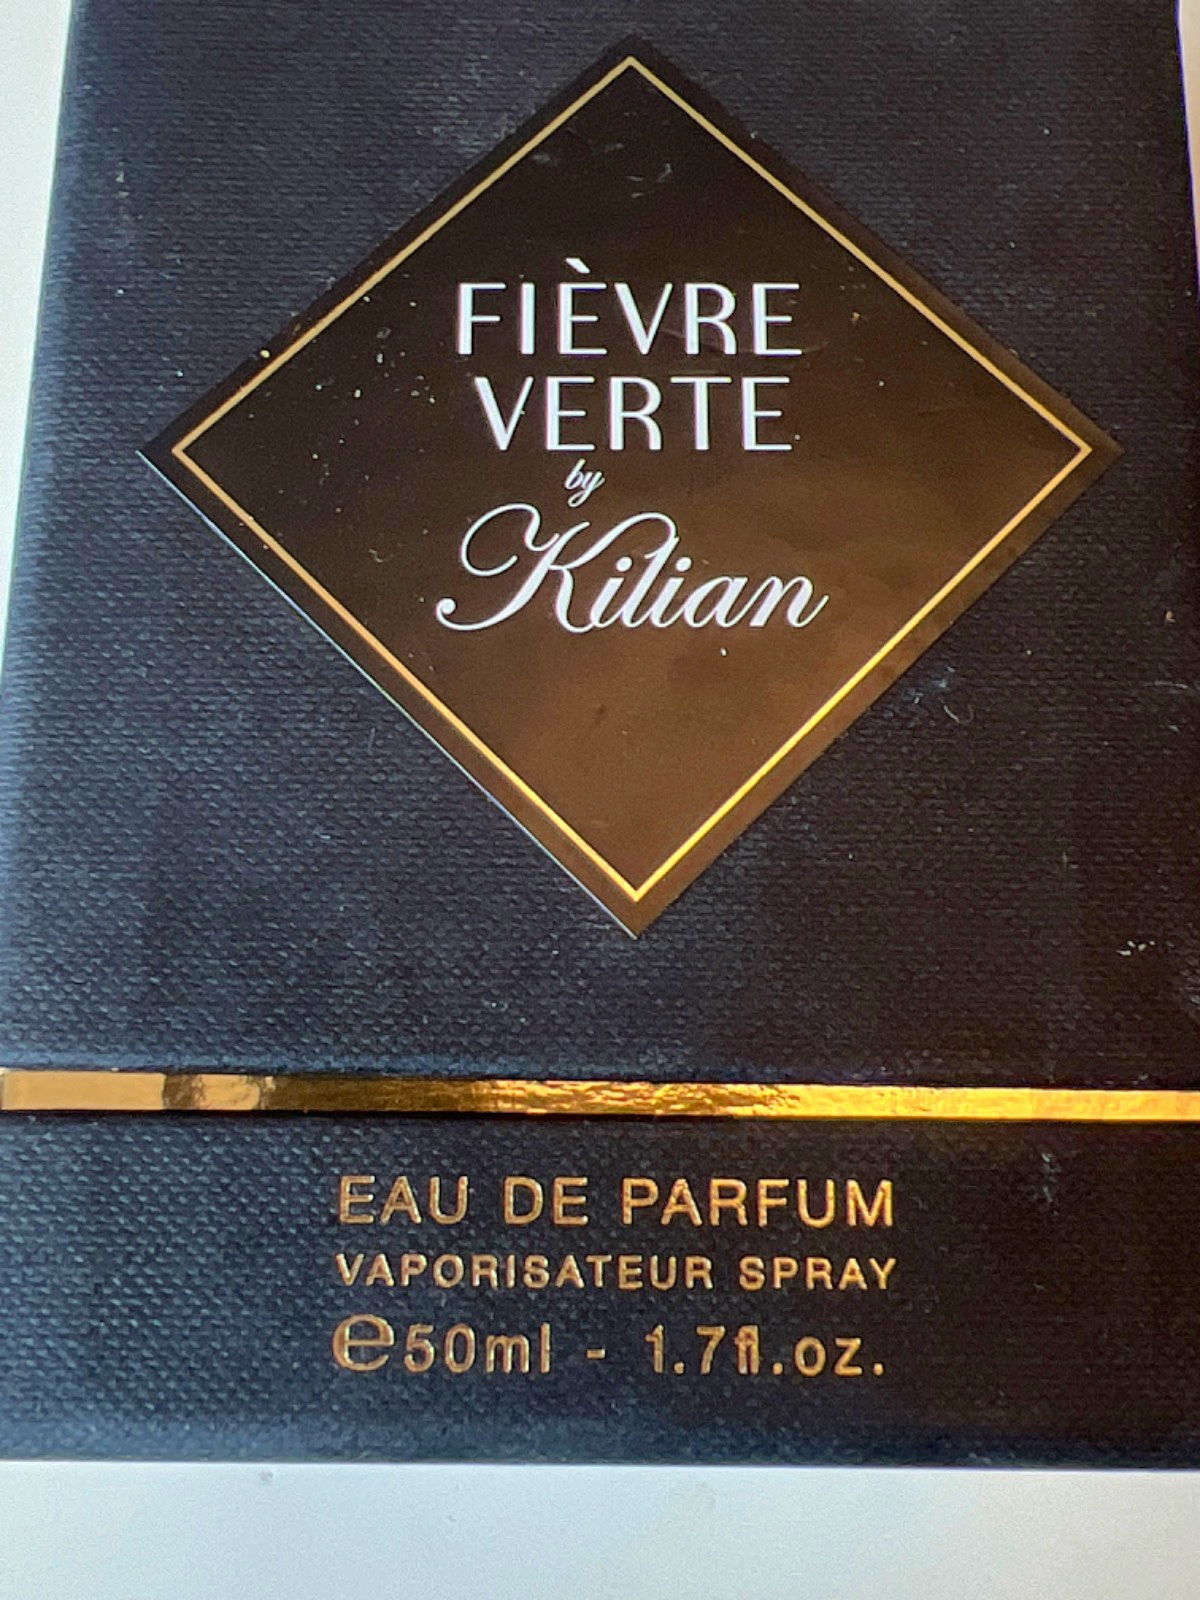 FIÈVRE
VERTE
by
Kilian
EAU DE PARFUM
VAPORISATEUR SPRAY
℮50ml - 1.7fl.oz.